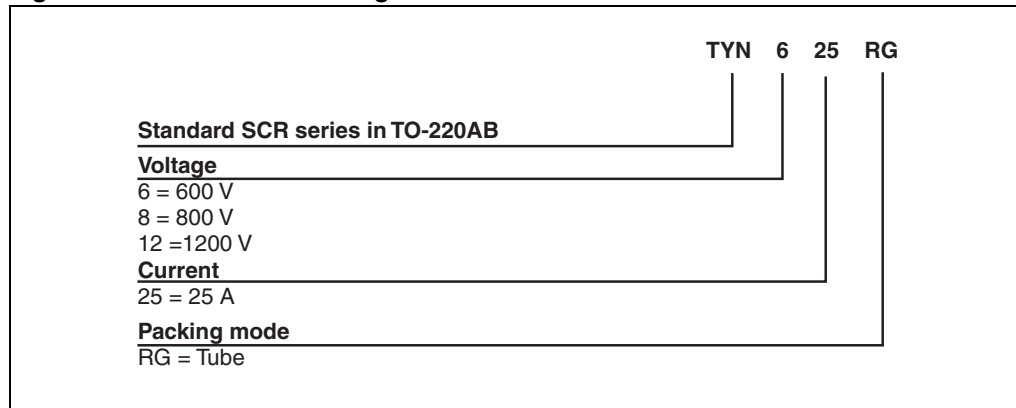 TYN 6 25 RG
Standard SCR series in TO-220AB
Voltage
6 = 600 V
8 = 800 V
12 =1200 V
Current
25 = 25 A
Packing mode
RG = Tube